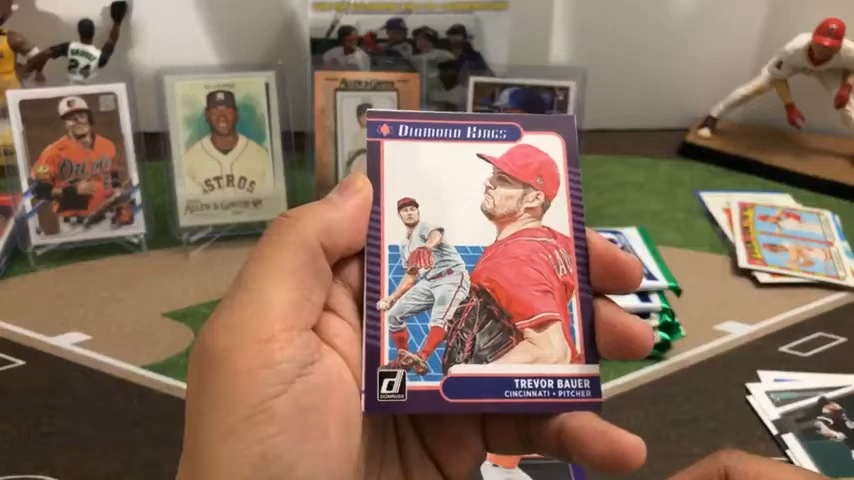 24
Orioles
ASTROS
ALLEN & GINTER
DIAMOND KINGS
d
DONRUSS
TREVOR BAUER
CINCINNATI • PITCHER